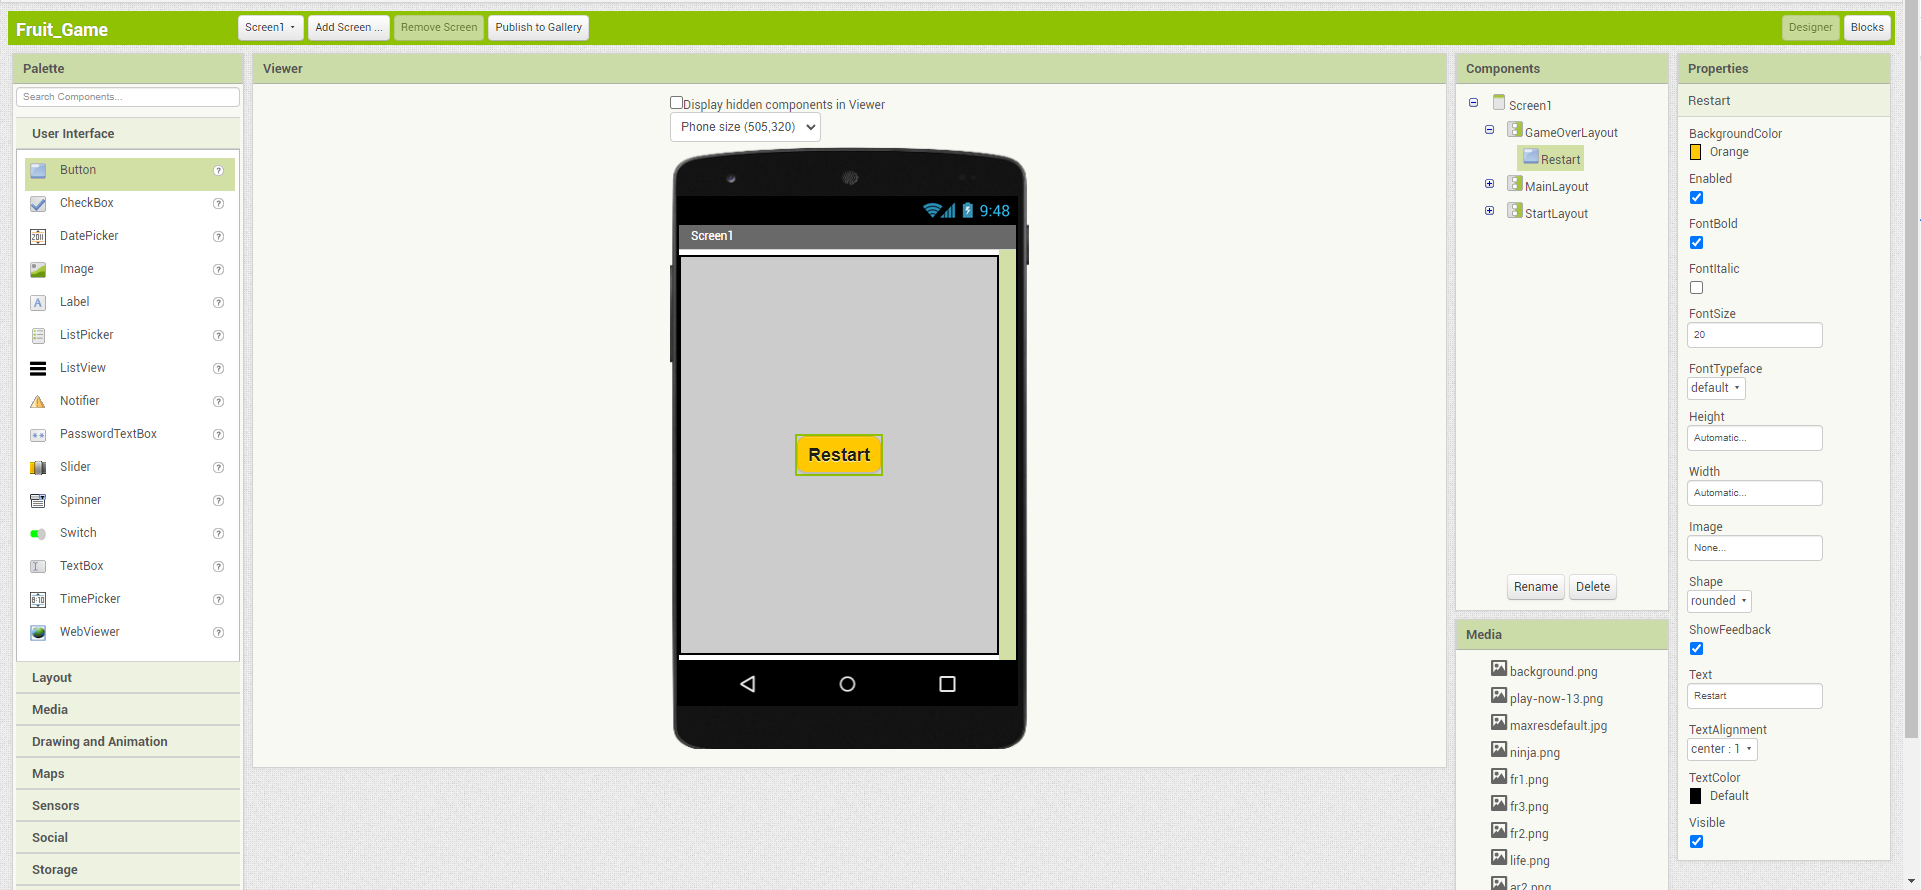 Fruit_Game
Screen1
Add Screen ...
Remove Screen
Publish to Gallery
Designer
Blocks
Palette
Search Components...
User Interface
Button
CheckBox
DatePicker
Image
Label
ListPicker
ListView
Notifier
PasswordTextBox
Slider
Spinner
Switch
TextBox
TimePicker
WebViewer
Layout
Media
Drawing and Animation
Maps
Sensors
Social
Storage
Viewer
Display hidden components in Viewer
Phone size (505,320)
9:48
Screen1
Restart
Components
Screen1
GameOverLayout
Restart
MainLayout
StartLayout
Rename
Delete
Media
background.png
play-now-13.png
maxresdefault.jpg
ninja.png
fr1.png
fr3.png
fr2.png
life.png
ar2.png
Properties
Restart
BackgroundColor
Orange
Enabled
FontBold
FontItalic
FontSize
20
FontTypeface
default
Height
Automatic...
Width
Automatic...
Image
None...
Shape
rounded
ShowFeedback
Text
Restart
TextAlignment
center : 1
TextColor
Default
Visible